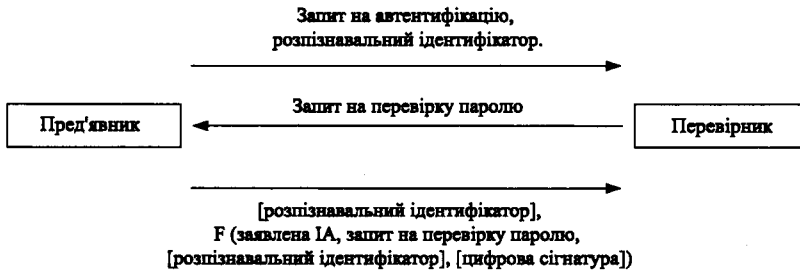 Запит на автентифікацію,
розпізнавальний ідентифікатор.
Запит на перевірку паролю
Пред'явник
Перевірник
[розпізнавальний ідентифікатор],
F (заявлена ІА, запит на перевірку паролю,
[розпізнавальний ідентифікатор], [цифрова сігнатура])